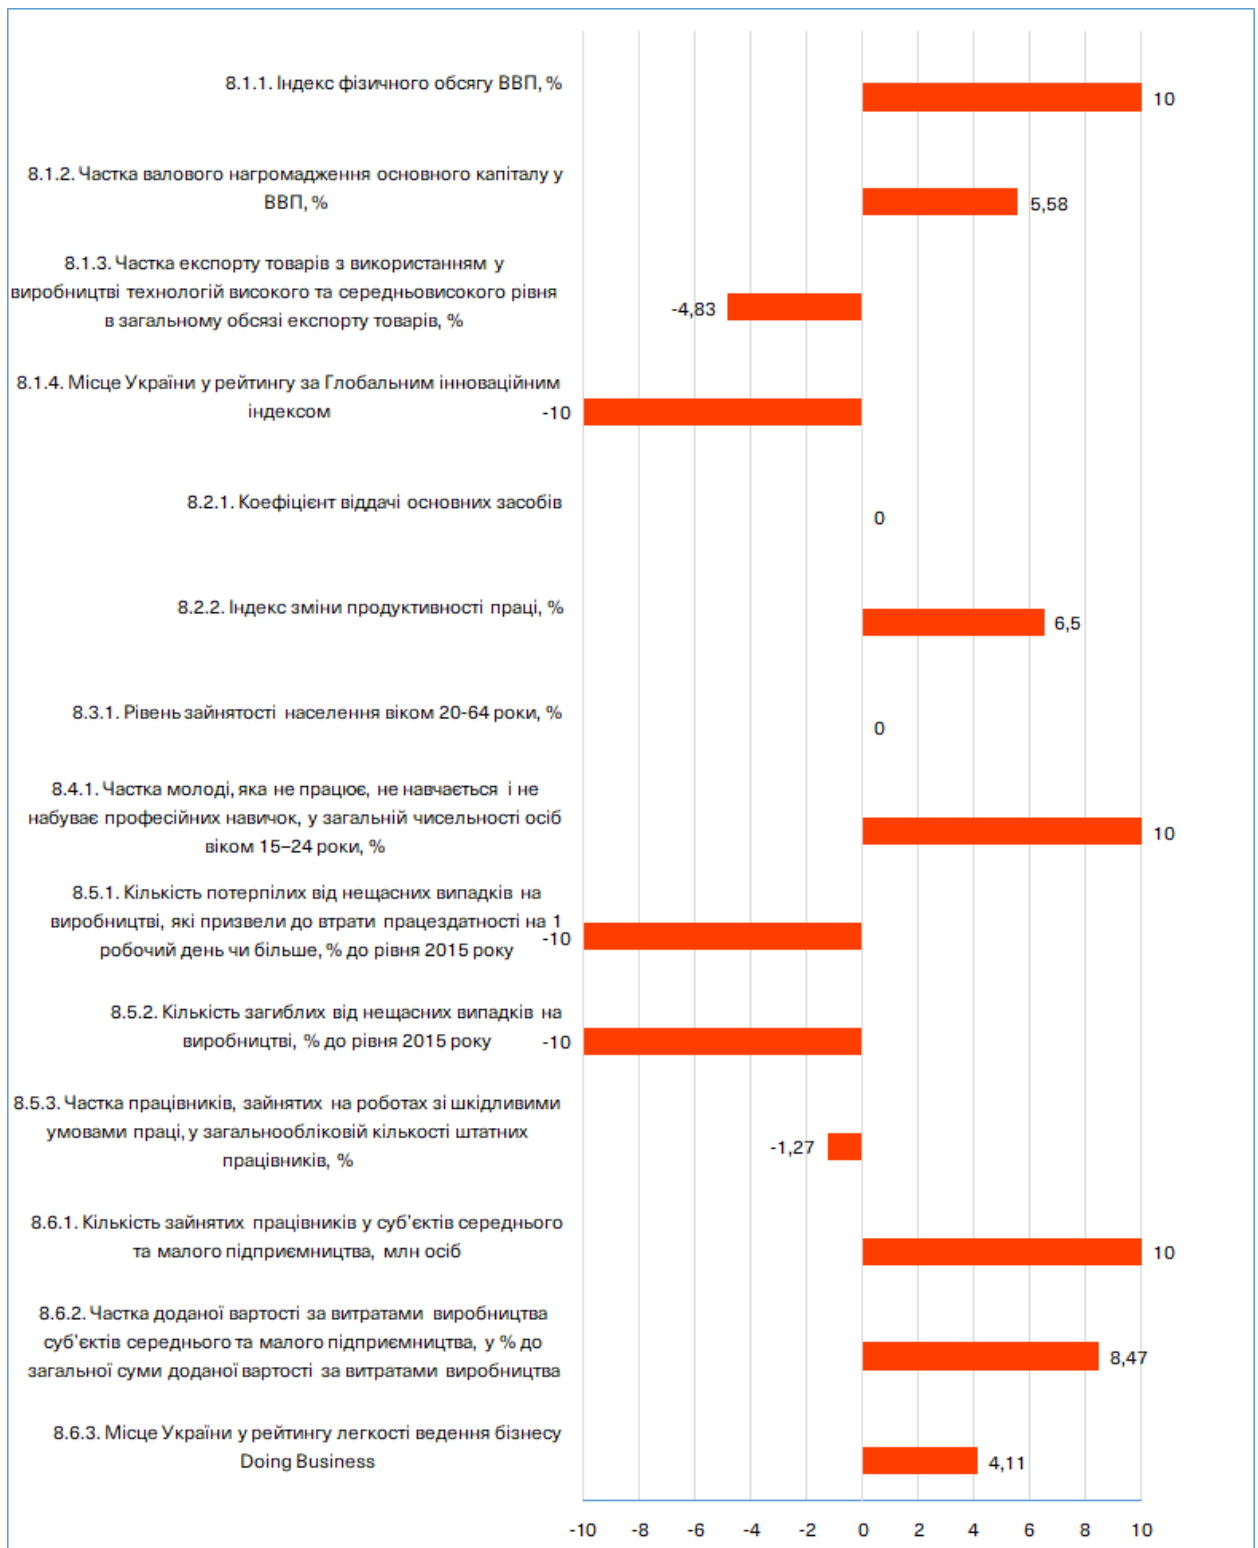 8.1.1. Індекс фізичного обсягу ВВП, %
10
8.1.2. Частка валового нагромадження основного капіталу у
ВВП, %
5,58
8.1.3. Частка експорту товарів з використанням у
виробництві технологій високого та середньовисокого рівня
в загальному обсязі експорту товарів, %
-4,83
8.1.4. Місце України у рейтингу за Глобальним інноваційним
індексом
-10
8.2.1. Коефіцієнт віддачі основних засобів
0
8.2.2. Індекс зміни продуктивності праці, %
6,5
8.3.1. Рівень зайнятості населення віком 20-64 роки, %
0
8.4.1. Частка молоді, яка не працює, не навчається і не
набуває професійних навичок, у загальній чисельності осіб
віком 15–24 роки, %
10
8.5.1. Кількість потерпілих від нещасних випадків на
виробництві, які призвели до втрати працездатності на 1
робочий день чи більше, % до рівня 2015 року
-10
8.5.2. Кількість загиблих від нещасних випадків на
виробництві, % до рівня 2015 року
-10
8.5.3. Частка працівників, зайнятих на роботах зі шкідливими
умовами праці, у загальнообліковій кількості штатних
працівників, %
-1,27
8.6.1. Кількість зайнятих працівників у суб'єктів середнього
та малого підприємництва, млн осіб
10
8.6.2. Частка доданої вартості за витратами виробництва
суб'єктів середнього та малого підприємництва, у % до
загальної суми доданої вартості за витратами виробництва
8,47
8.6.3. Місце України у рейтингу легкості ведення бізнесу
Doing Business
4,11
-10 -8 -6 -4 -2 0 2 4 6 8 10